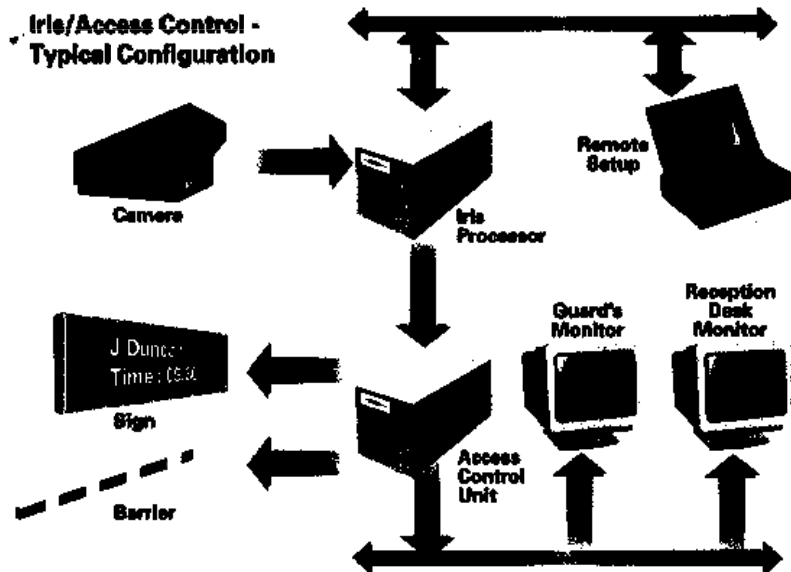 Iris/Access Control -
Typical Configuration
Camera
Iris
Processor
Remote
Setup
J Duncan
Time : 09.00
Sign
Barrier
Access
Control
Unit
Guard's
Monitor
Reception
Desk
Monitor